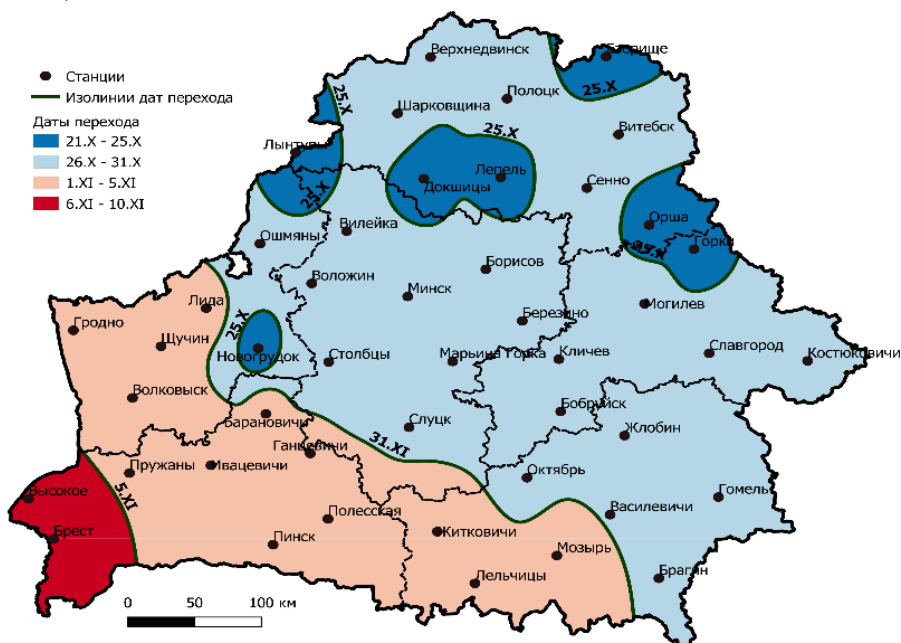 Станции
Изолинии дат перехода
Даты перехода
21.X - 25.X
26.X - 31.X
1.XI - 5.XI
6.XI - 10.XI
Верхнедвинск
Езерище
25.X
25.X
Шарковщина
Полоцк
25.X
Витебск
Лынтупы
Докшицы
Лепель
Сенно
25.X
Орша
Вилейка
Ошмяны
25.X
Горки
Воложин
Борисов
Минск
Лида
Могилев
Гродно
25.X
Березино
Щучин
Новогрудок
Столбцы
Марьина Горка
Кличев
Славгород
Костюковичи
Волковыск
Барановичи
Бобруйск
Слуцк
Жлобин
31.XI
Ганцевичи
Пружаны
Ивацевичи
Октябрь
5.XI
Высокое
Гомель
Василевичи
Полесская
Брест
Житковичи
Пинск
Мозырь
Лельчицы
Брагин
0 50 100 км